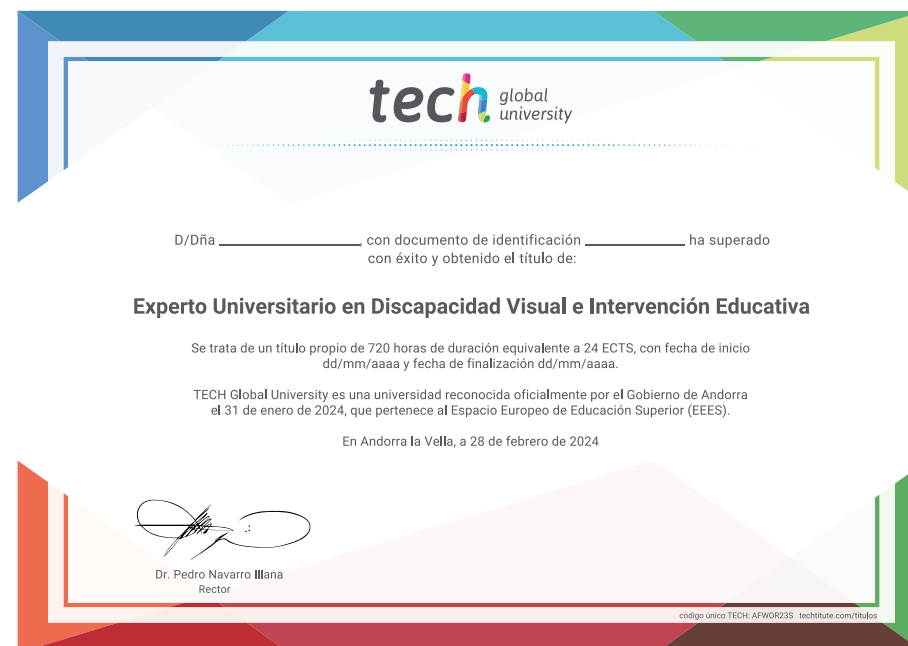 tech global university
D/Dña ____________________, con documento de identificación ______________ ha superado
con éxito y obtenido el título de:
Experto Universitario en Discapacidad Visual e Intervención Educativa
Se trata de un título propio de 720 horas de duración equivalente a 24 ECTS, con fecha de inicio
dd/mm/aaaa y fecha de finalización dd/mm/aaaa.
TECH Global University es una universidad reconocida oficialmente por el Gobierno de Andorra
el 31 de enero de 2024, que pertenece al Espacio Europeo de Educación Superior (EEES).
En Andorra la Vella, a 28 de febrero de 2024
Dr. Pedro Navarro Illana
Rector
código único TECH: AFWOR23S techtitute.com/titulos